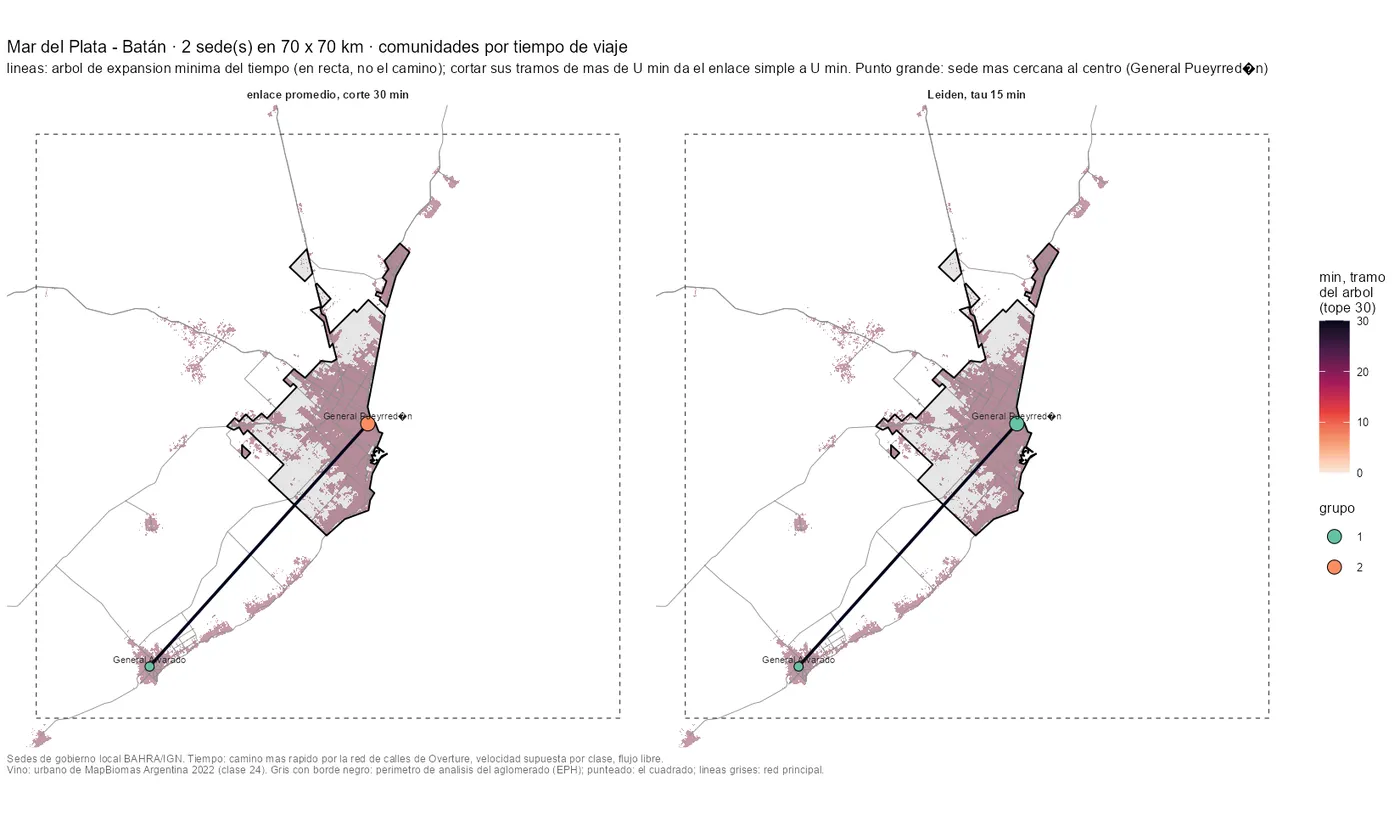 Mar del Plata - Batán · 2 sede(s) en 70 x 70 km · comunidades por tiempo de viaje
lineas: arbol de expansion minima del tiempo (en recta, no el camino); cortar sus tramos de mas de U min da el enlace simple a U min. Punto grande: sede mas cercana al centro (General Pueyrred�n)
enlace promedio, corte 30 min
Leiden, tau 15 min
General Pueyrred�n
General Alvarado
General Pueyrred�n
General Alvarado
min, tramo
del arbol
(tope 30)
30
20
10
0
grupo
1
2
Sedes de gobierno local BAHRA/IGN. Tiempo: camino mas rapido por la red de calles de Overture, velocidad supuesta por clase, flujo libre.
Vino: urbano de MapBiomas Argentina 2022 (clase 24). Gris con borde negro: perimetro de analisis del aglomerado (EPH); punteado: el cuadrado; lineas grises: red principal.